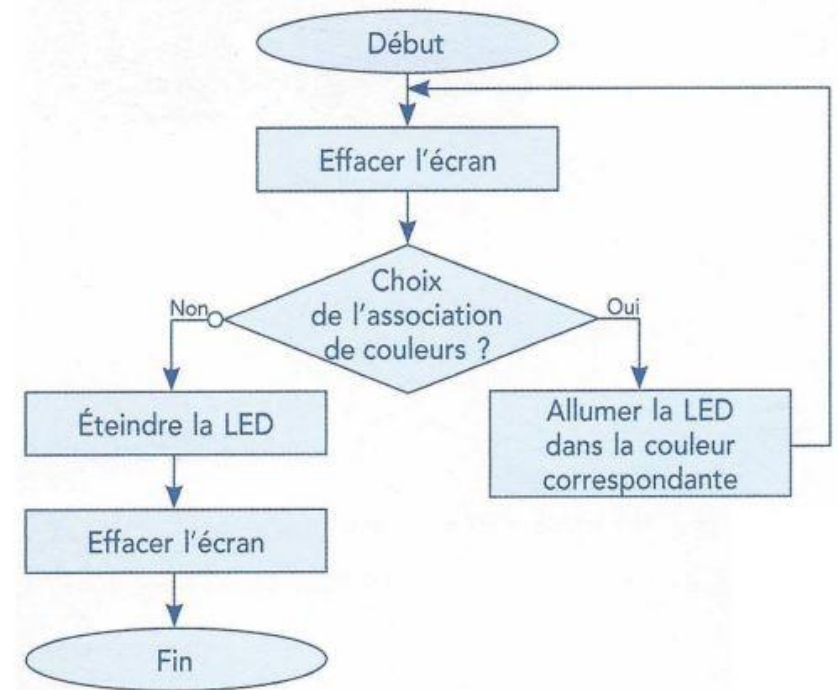 Début
Effacer l'écran
Choix
de l'association
de couleurs ?
Non
Oui
Éteindre la LED
Allumer la LED
dans la couleur
correspondante
Effacer l'écran
Fin